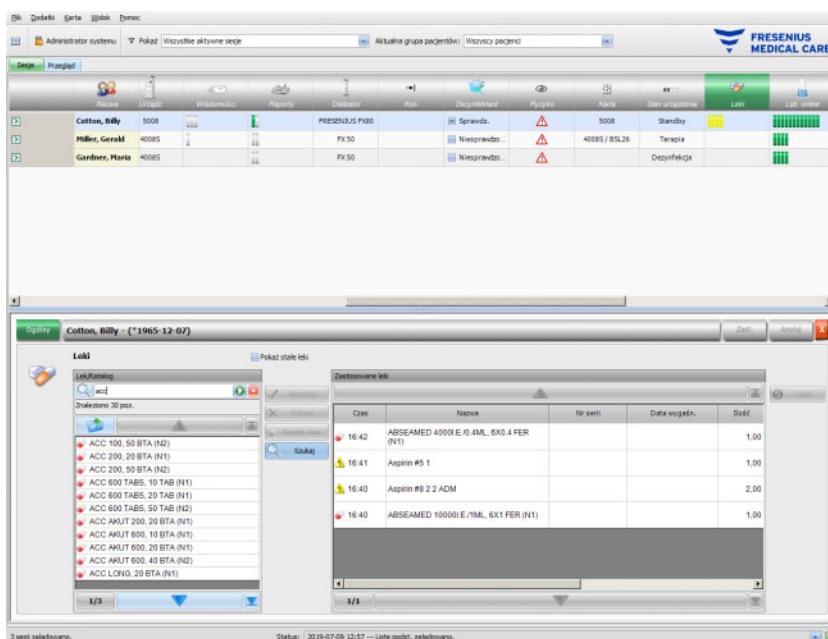 Plik Dodatki Karta Widok Pomoc
Administrator systemu Pokaż Wszystkie aktywne sesje Aktualna grupa pacjentów: Wszyscy pacjenci
FRESENIUS
MEDICAL CARE
Sesje Przegląd
Nazwa Urządz. Wiadomości Raporty Dializator Kon Dezynfektant Ryzyko Karta Stan urządzenia Leki Lab. online
Cotton, Billy 5008 FRESENIUS FX80 Sprawdz. 5008 Standby
Miller, Gerald 4008S FX 50 Niesprawdzo... 4008S / BSL26 Terapia
Gardner, Maria 4008S FX 50 Niesprawdzo... Dezynfekcja
Ogólny Cotton, Billy - (*1965-12-07) Zast. Anuluj X
Leki Pokaż stałe leki
Lek/Katalog Zastosowane leki
acc
Znaleziono 30 poz.
Szukaj
Czas Nazwa Nr serii Data wygaśn. Ilość
16:42 ABSEAMED 4000I.E./0.4ML, 6X0.4 FER
(N1) 1,00
16:41 Aspirin #5 1 1,00
16:40 Aspirin #8 2 2 ADM 2,00
16:40 ABSEAMED 10000I.E./1ML, 6X1 FER (N1) 1,00
ACC 100, 50 BTA (N2)
ACC 200, 20 BTA (N1)
ACC 200, 50 BTA (N2)
ACC 600 TABS, 10 TAB (N1)
ACC 600 TABS, 20 TAB (N1)
ACC 600 TABS, 50 TAB (N2)
ACC AKUT 200, 20 BTA (N1)
ACC AKUT 600, 10 BTA (N1)
ACC AKUT 600, 20 BTA (N1)
ACC AKUT 600, 40 BTA (N2)
ACC LONG, 20 BTA (N1)
1/3 1/1
3 sesji załadowano. Status: 2019-07-09 12:57 — Listę podst. załadowano.